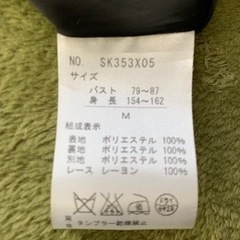 NO. SK353X05
サイズ
バスト 79～87
身長 154～162
M
組成表示
表地 ポリエステル 100%
裏地 ポリエステル 100%
別地 ポリエステル 100%
レース レーヨン 100%
ドライ
タンブラー乾燥禁止